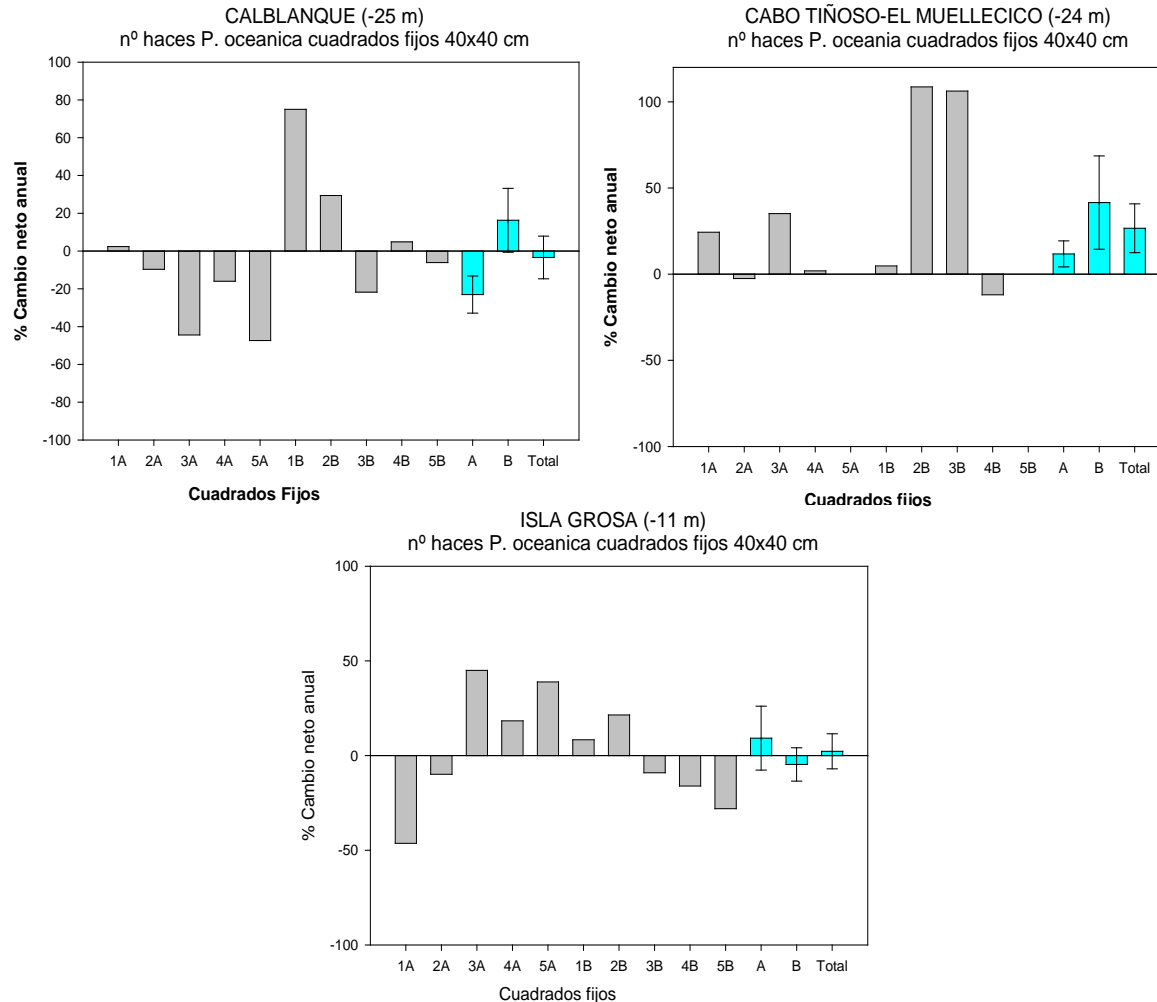 CALBLANQUE (-25 m)
nº haces P. oceanica cuadrados fijos 40x40 cm
% Cambio neto anual
100
80
60
40
20
0
-20
-40
-60
-80
-100
1A 2A 3A 4A 5A 1B 2B 3B 4B 5B A B Total
Cuadrados Fijos
CABO TIÑOSO-EL MUELLECICO (-24 m)
nº haces P. oceania cuadrados fijos 40x40 cm
% Cambio neto anual
100
50
0
-50
-100
1A 2A 3A 4A 5A 1B 2B 3B 4B 5B A B Total
Cuadrados fijos
ISLA GROSA (-11 m)
nº haces P. oceanica cuadrados fijos 40x40 cm
% Cambio neto anual
100
50
0
-50
-100
1A 2A 3A 4A 5A 1B 2B 3B 4B 5B A B Total
Cuadrados fijos